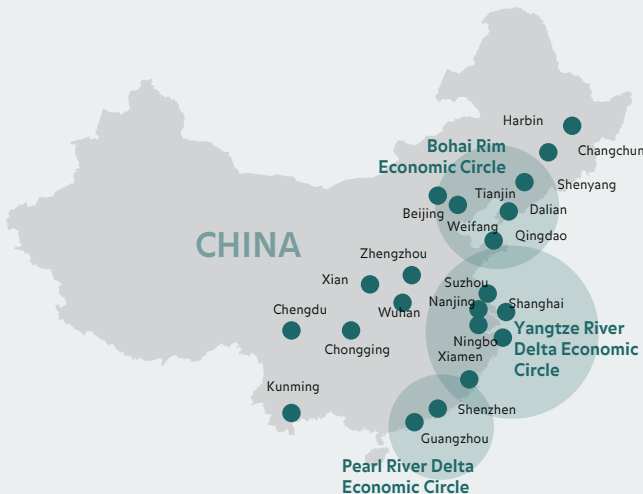 Harbin
Changchun
Bohai Rim
Economic Circle
Shenyang
Tianjin
Beijing
Dalian
Weifang
Qingdao
CHINA
Zhengzhou
Xian
Suzhou
Nanjing
Shanghai
Chengdu
Wuhan
Chongging
Ningbo
Yangtze River
Delta Economic
Circle
Xiamen
Kunming
Shenzhen
Guangzhou
Pearl River Delta
Economic Circle